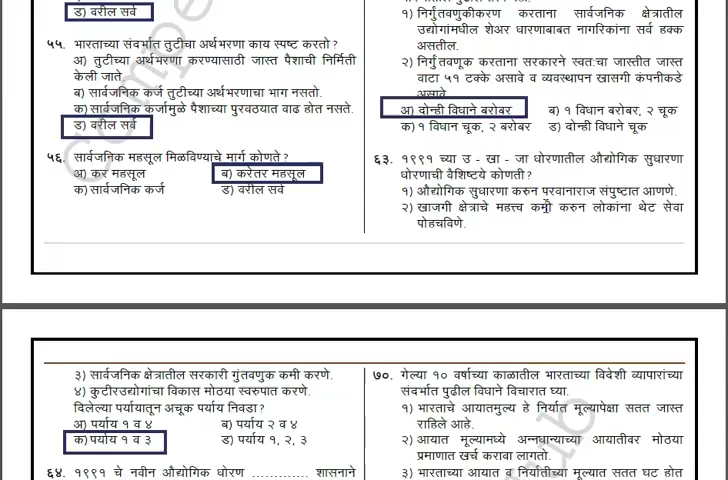 ड) वरील सर्व
५५. भारताच्या संदर्भात तुटीचा अर्थभरणा काय स्पष्ट करतो ?
अ) तुटीच्या अर्थभरणा करण्यासाठी जास्त पैशाची निर्मिती
केली जाते
ब) सार्वजनिक कर्ज तुटीच्या अर्थभरणाचा भाग नसतो.
क) सार्वजनिक कर्जामुळे पैशाच्या पुरवठयात वाढ होत नसते.
ड) वरील सर्व
५६. सार्वजनिक महसूल मिळविण्याचे मार्ग कोणते ?
अ) कर महसूल
ब) करेतर महसूल
क) सार्वजनिक कर्ज
ड) वरील सर्व
१) निर्गुंतवणुकीकरण करताना सार्वजनिक क्षेत्रातील
उद्योगांमधील शेअर धारणाबाबत नागरिकांना सर्व हक्क
असतील.
२) निर्गुंतवणूक करताना सरकारने स्वत:चा जास्तीत जास्त
वाटा ५१ टक्के असावे व व्यवस्थापन खासगी कंपनीकडे
असावे
अ) दोन्ही विधाने बरोबर
ब) १ विधान बरोबर, २ चूक
क) १ विधान चूक, २ बरोबर
ड) दोन्ही विधाने चूक
६३. १९९१ च्या उ - खा - जा धोरणातील औद्योगिक सुधारणा
धोरणाची वैशिष्टये कोणती ?
१) औद्योगिक सुधारणा करुन परवानाराज संपुष्टात आणणे.
२) खाजगी क्षेत्राचे महत्त्व कमी करुन लोकांना थेट सेवा
पोहचविणे.
३) सार्वजनिक क्षेत्रातील सरकारी गुंतवणुक कमी करणे.
४) कुटीरउद्योगांचा विकास मोठया स्वरुपात करणे.
दिलेल्या पर्यायातून अचूक पर्याय निवडा ?
अ) पर्याय १ व ४
ब) पर्याय २ व ४
क) पर्याय १ व ३
ड) पर्याय १, २, ३
६४. १९९१ चे नवीन औद्योगिक धोरण ............. शासनाने
७०. गेल्या १० वर्षाच्या काळातील भारताच्या विदेशी व्यापाराच्या
संदर्भात पुढील विधाने विचारात घ्या.
१) भारताचे आयातमुल्य हे निर्यात मूल्यापेक्षा सतत जास्त
राहिले आहे.
२) आयात मूल्यामध्ये अन्नधान्याच्या आयातीवर मोठया
प्रमाणात खर्च करावा लागतो.
३) भारताच्या आयात व निर्यातीच्या मूल्यात सतत घट होत